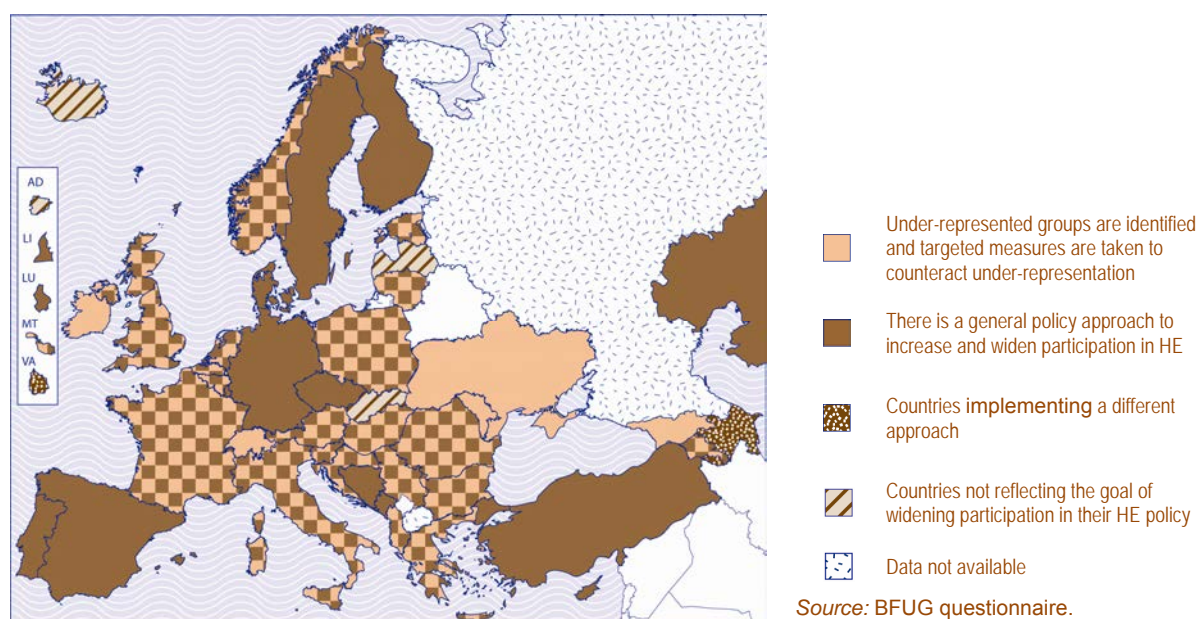 AD
LI
LU
MT
VA
Under-represented groups are identified
and targeted measures are taken to
counteract under-representation
There is a general policy approach to
increase and widen participation in HE
Countries implementing a different
approach
Countries not reflecting the goal of
widening participation in their HE policy
Data not available
Source: BFUG questionnaire.